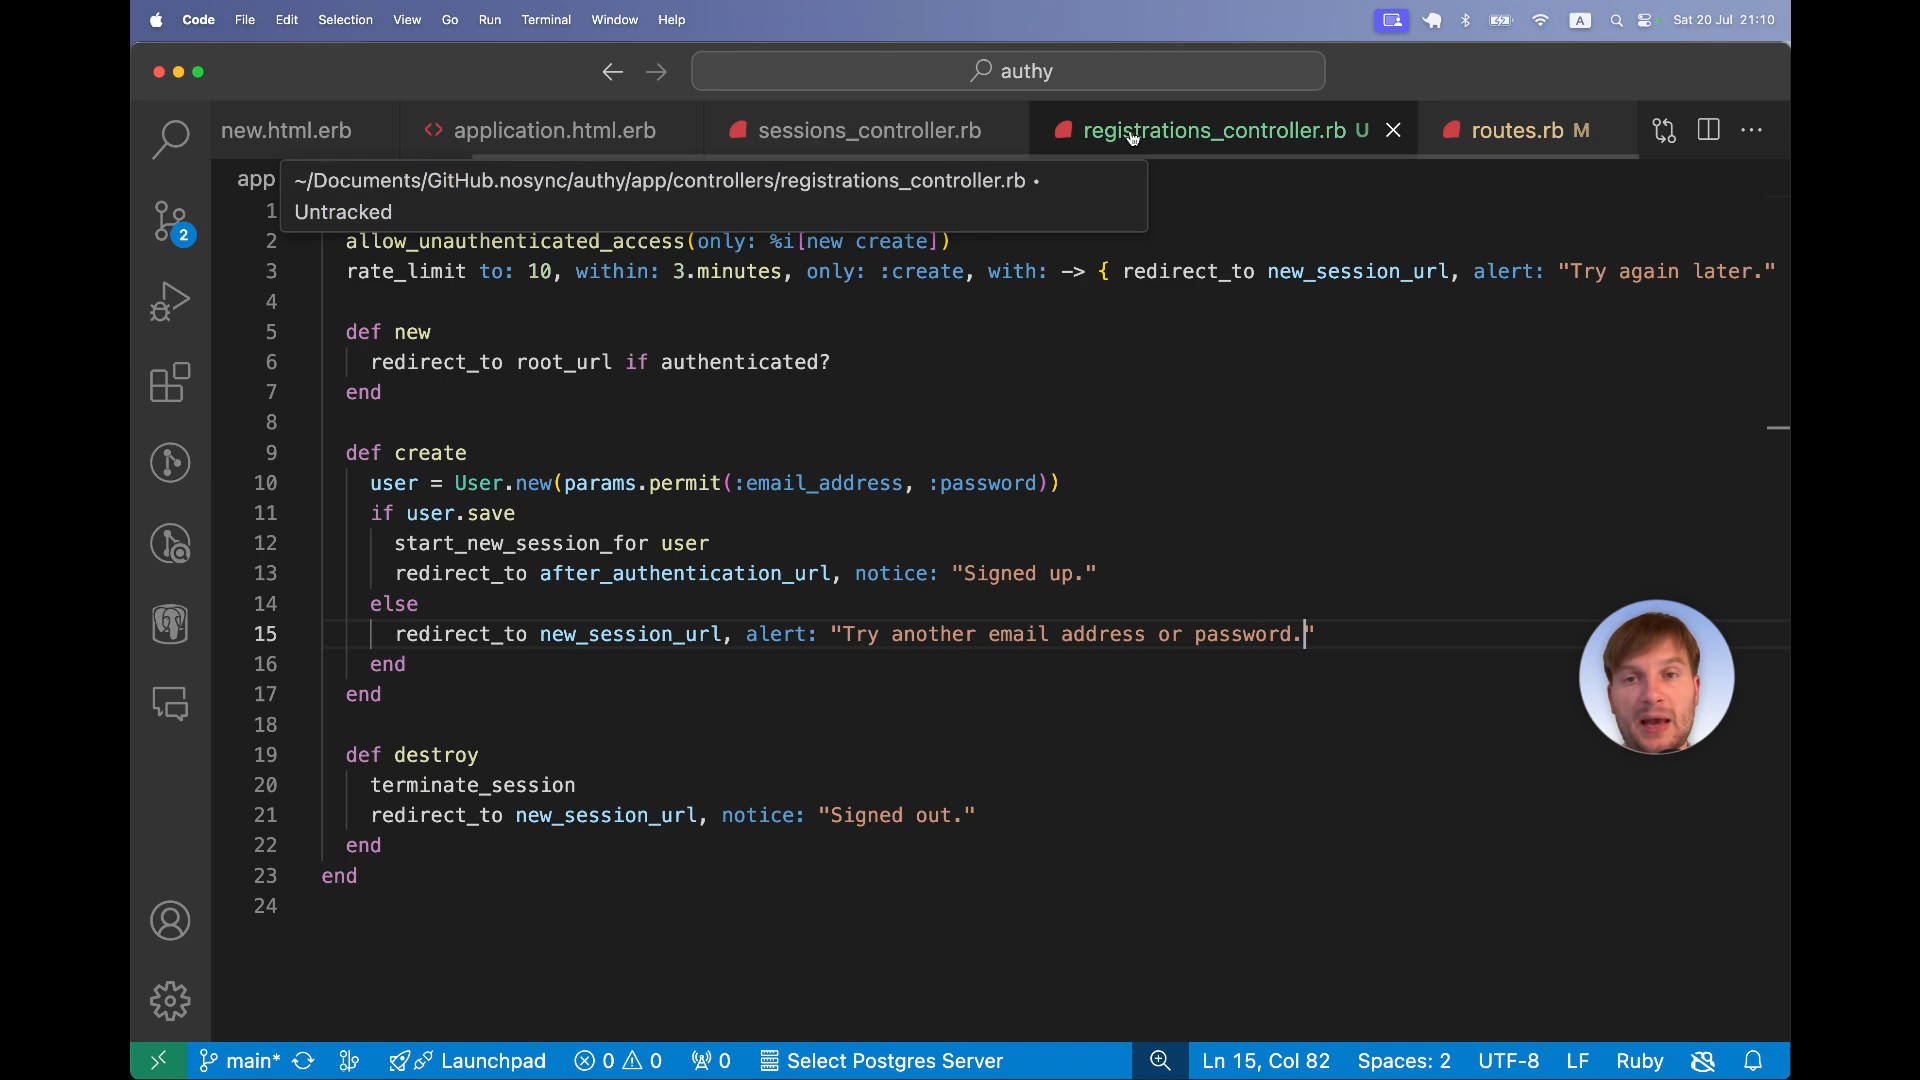 Code File Edit Selection View Go Run Terminal Window Help A Sat 20 Jul 21:10
authy
new.html.erb <> application.html.erb sessions_controller.rb registrations_controller.rb U routes.rb M
app
~/Documents/GitHub.nosync/authy/app/controllers/registrations_controller.rb •
Untracked
1
2 allow_unauthenticated_access(only: %i[new create])
3 rate_limit to: 10, within: 3.minutes, only: :create, with: -> { redirect_to new_session_url, alert: "Try again later."
4
5 def new
6 redirect_to root_url if authenticated?
7 end
8
9 def create
10 user = User.new(params.permit(:email_address, :password))
11 if user.save
12 start_new_session_for user
13 redirect_to after_authentication_url, notice: "Signed up."
14 else
15 redirect_to new_session_url, alert: "Try another email address or password."
16 end
17 end
18
19 def destroy
20 terminate_session
21 redirect_to new_session_url, notice: "Signed out."
22 end
23 end
24
2
main* Launchpad 0 0 0 Select Postgres Server Ln 15, Col 82 Spaces: 2 UTF-8 LF Ruby